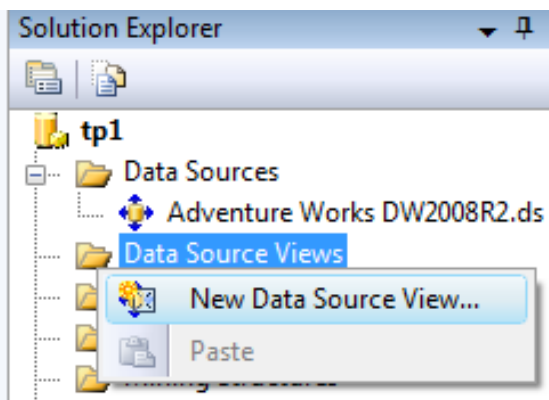 Solution Explorer
tp1
Data Sources
Adventure Works DW2008R2.ds
Data Source Views
New Data Source View...
Paste